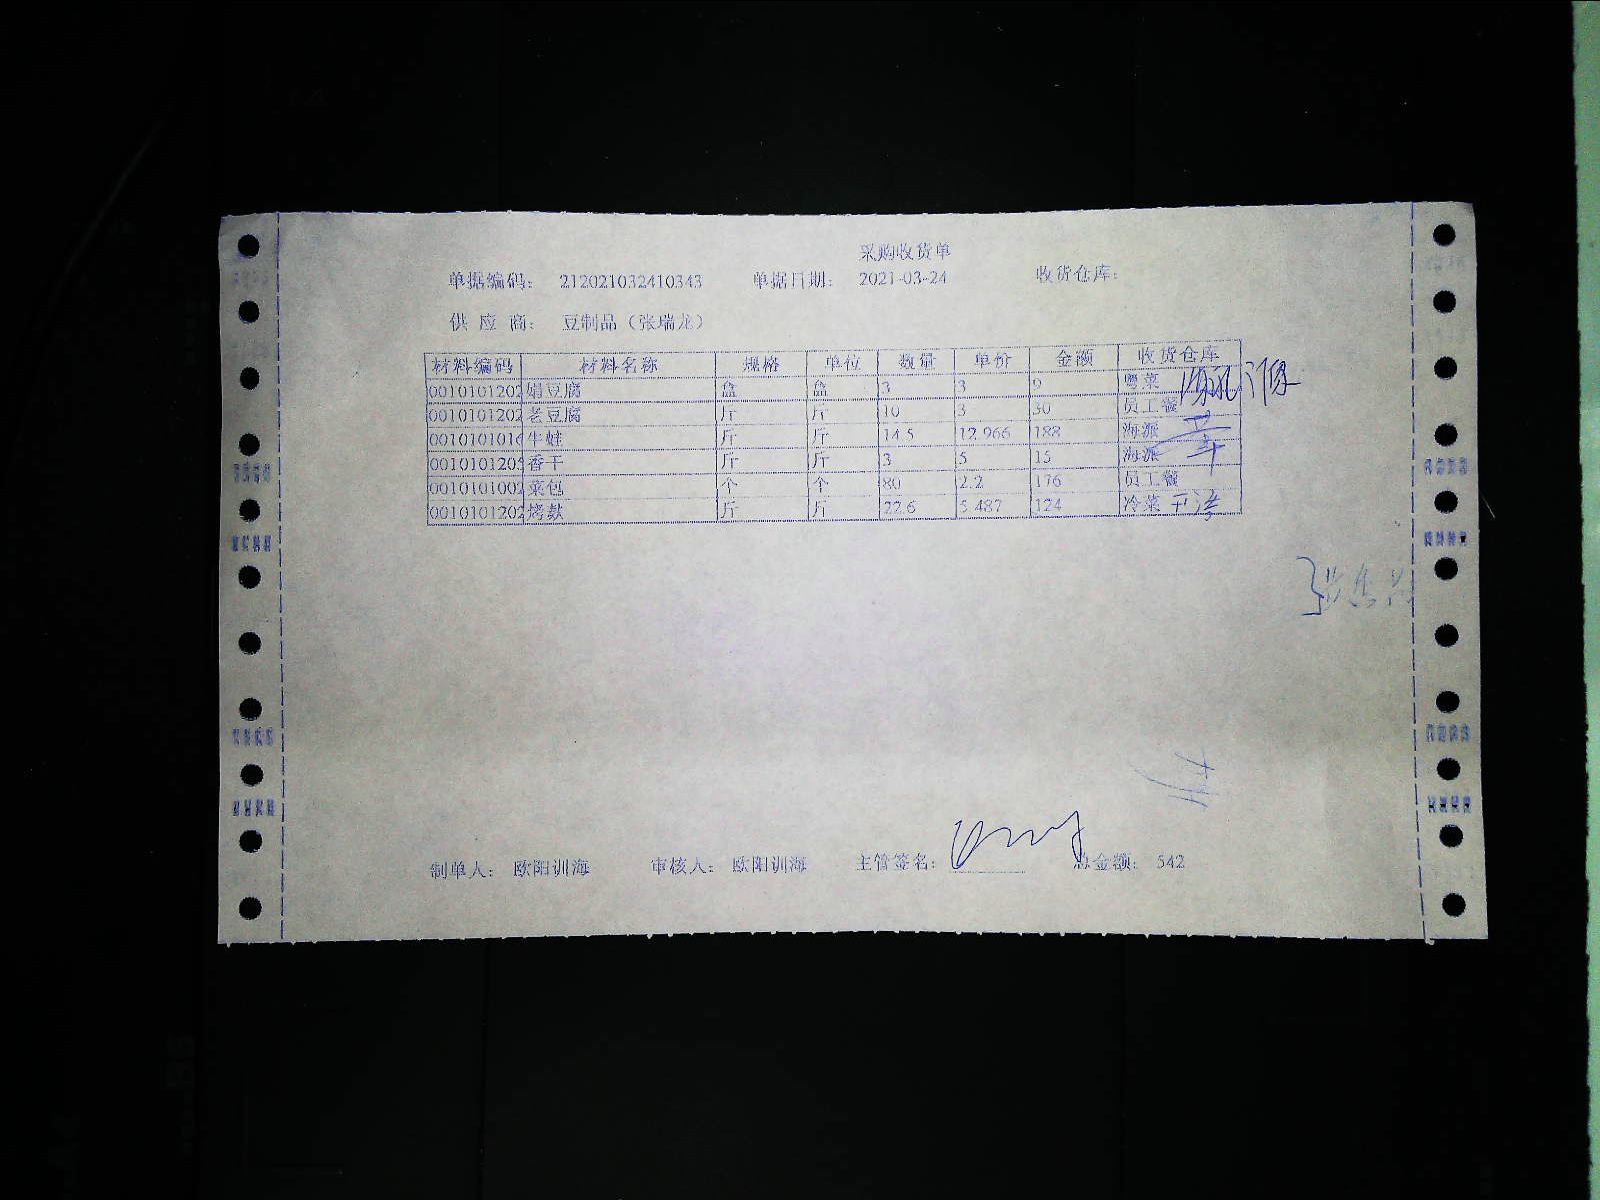 采购收货单
单据编码： 212021032410343 单据日期： 2021-03-24 收货仓库：
供 应 商： 豆制品（张瑞龙）
材料编码 材料名称 规格 单位 数量 单价 金额 收货仓库
0010101202 绢豆腐 盘 盘 3 3 9 粤菜
0010101202 老豆腐 斤 斤 10 3 30 员工餐
001010101 牛蛙 斤 斤 14.5 12.966 188 海派
001010120 香干 斤 斤 3 5 15 海派
0010101002 菜包 个 个 80 2.2 176 员工餐
0010101202 烤麸 斤 斤 22.6 5.487 124 冷菜
制单人： 欧阳训海 审核人： 欧阳训海 主管签名： 总金额： 542